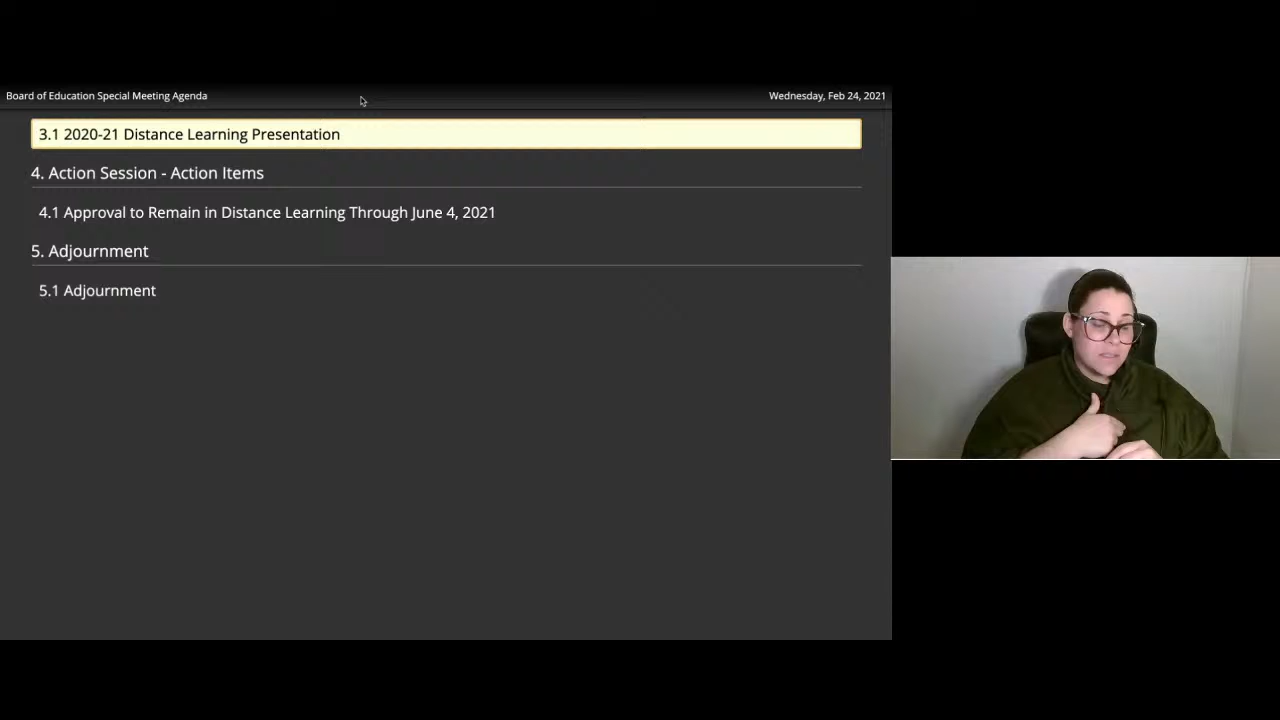 Board of Education Special Meeting Agenda
Wednesday, Feb 24, 2021
3.1 2020-21 Distance Learning Presentation
4. Action Session - Action Items
4.1 Approval to Remain in Distance Learning Through June 4, 2021
5. Adjournment
5.1 Adjournment